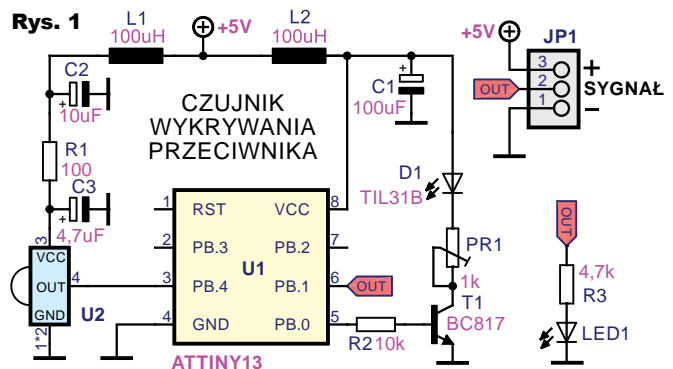 Rys. 1
L1
100uH
+5V
L2
100uH
+5V
JP1
3
+
OUT
2
SYGNAŁ
1
–
C2
+
10uF
+
C1
100uF
CZUJNIK
WYKRYWANIA
PRZECIWNIKA
R1
100
C3
+
4,7uF
D1
TIL31B
PR1
1k
OUT
4,7k
R3
LED1
1
RST
VCC
8
2
PB.3
PB.2
7
U1
3
PB.4
PB.1
6
OUT
4
GND
PB.0
5
ATTINY13
3
VCC
OUT
4
GND
U2
1*2
R2
10k
T1
BC817